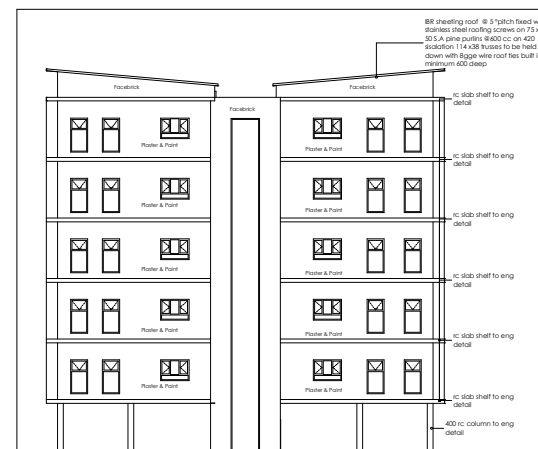 IBR sheeting roof @ 5 °pitch fixed w
stainless steel roofing screws on 75 x
50 S.A pine purlins @600 cc on 420
sisalation 114 x38 trusses to be held
down with 8gge wire roof ties built i
minimum 600 deep
Facebrick
Facebrick
Facebrick
rc slab shelf to eng
detail
Plaster & Paint
Plaster & Paint
rc slab shelf to eng
detail
Plaster & Paint
Plaster & Paint
rc slab shelf to eng
detail
Plaster & Paint
Plaster & Paint
rc slab shelf to eng
detail
Plaster & Paint
Plaster & Paint
rc slab shelf to eng
detail
Plaster & Paint
Plaster & Paint
rc slab shelf to eng
detail
400 rc column to eng
detail